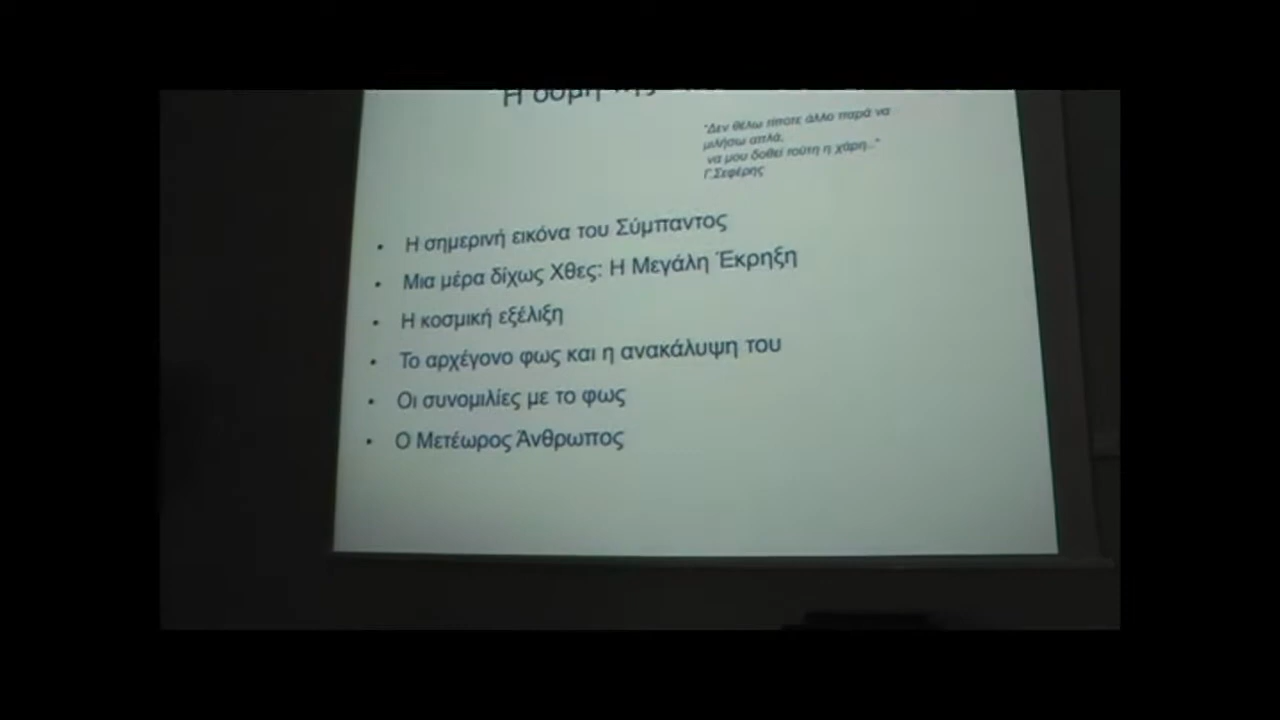 Η δομή της
"Δεν θέλω τίποτε άλλο παρά να
μιλήσω απλά,
να μου δοθεί τούτη η χάρη..."
Γ.Σεφέρης
• Η σημερινή εικόνα του Σύμπαντος
• Μια μέρα δίχως Χθες: Η Μεγάλη Έκρηξη
• Η κοσμική εξέλιξη
• Το αρχέγονο φως και η ανακάλυψη του
• Οι συνομιλίες με το φως
• Ο Μετέωρος Άνθρωπος